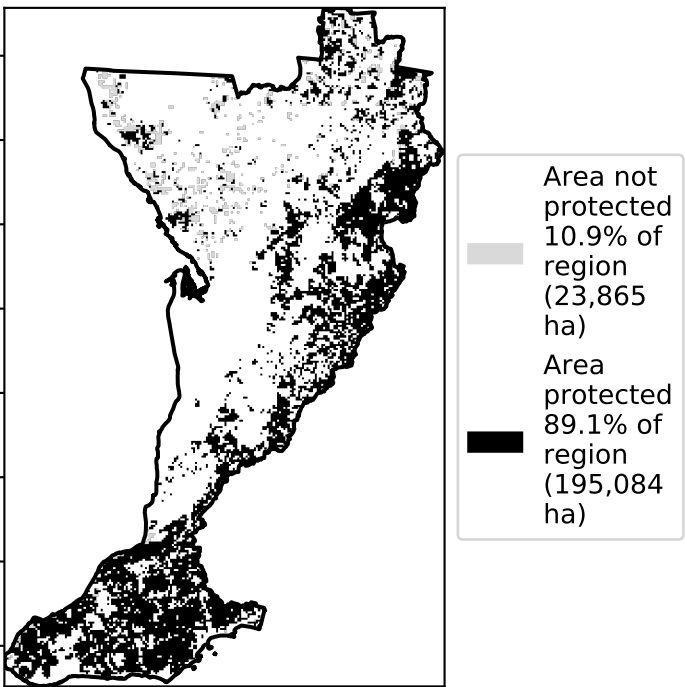 Area not
protected
10.9% of
region
(23,865
ha)
Area
protected
89.1% of
region
(195,084
ha)